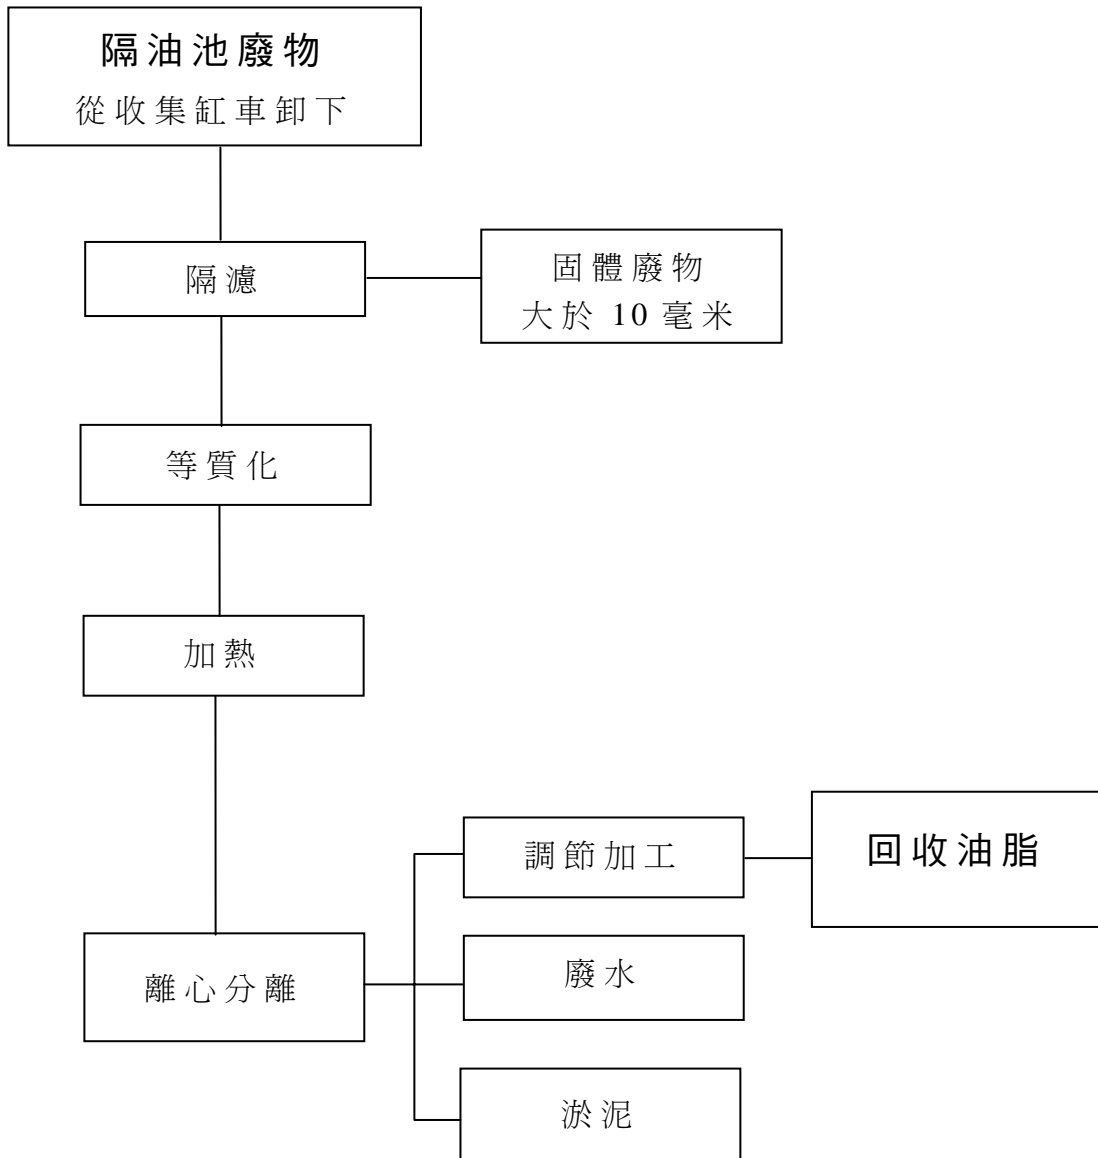 隔油池廢物
從收集缸車卸下
隔濾
固體廢物
大於 10 毫米
等質化
加熱
調節加工
回收油脂
離心分離
廢水
淤泥